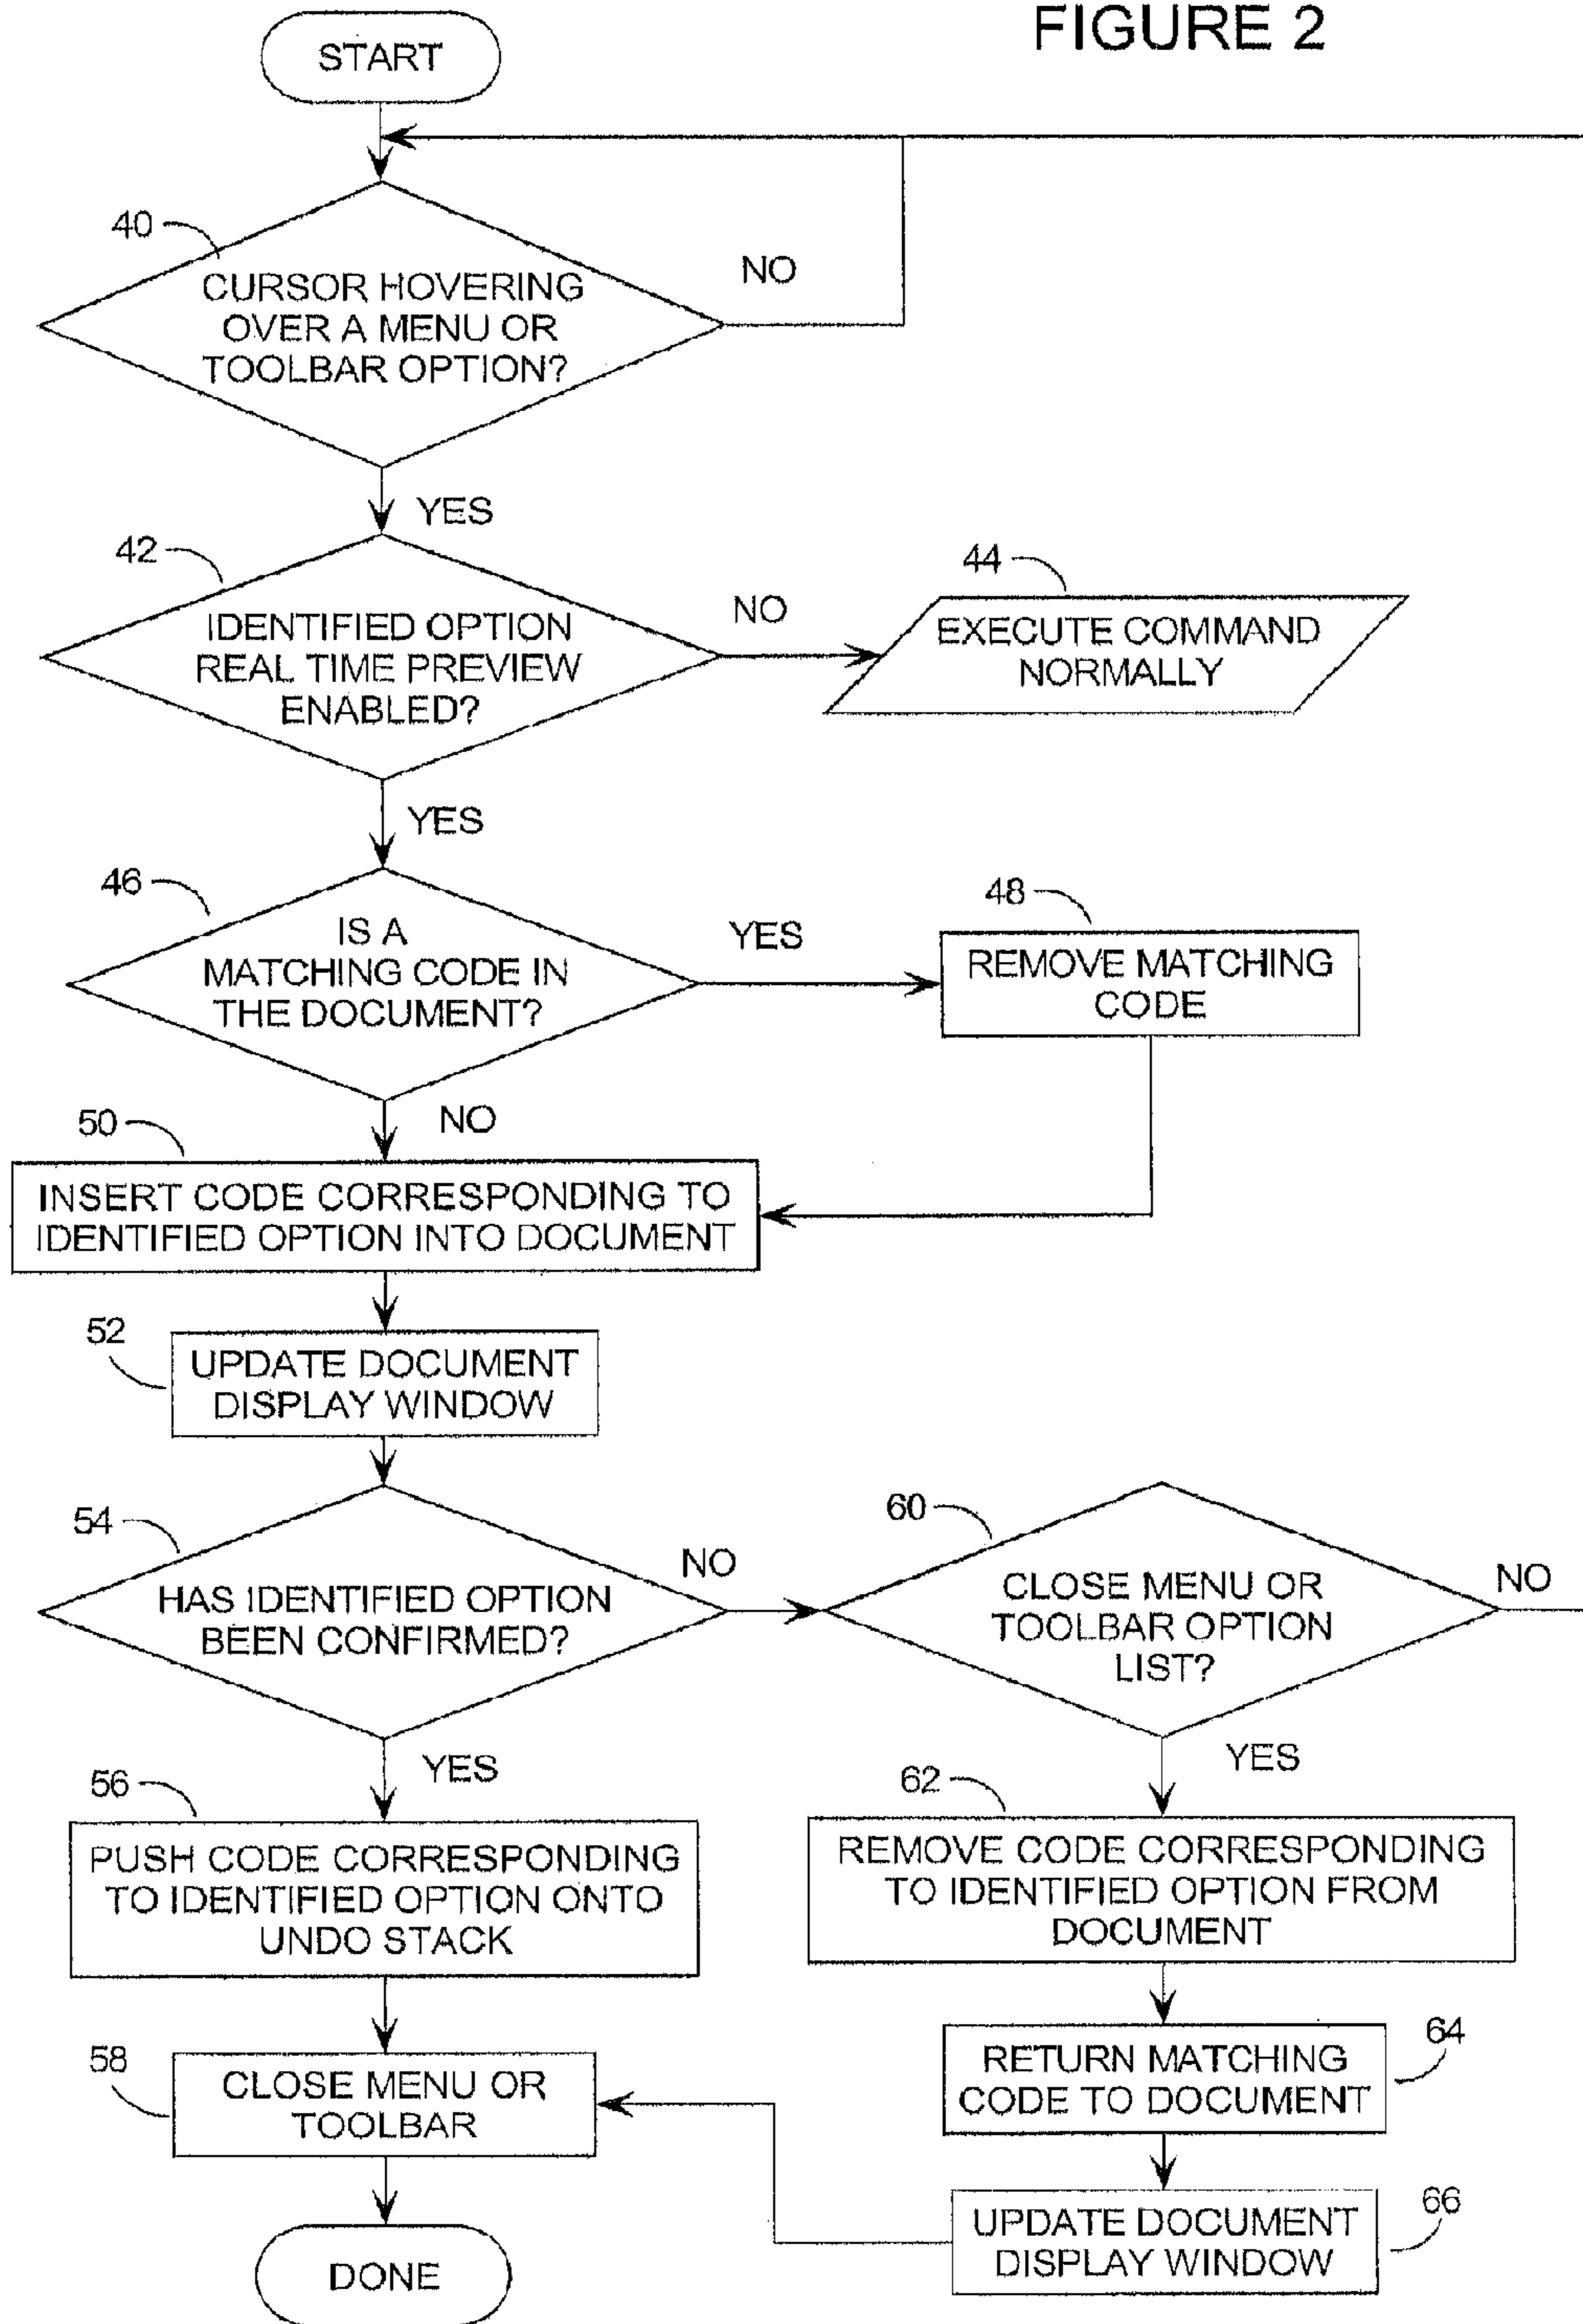 FIGURE 2
START
40
CURSOR HOVERING
OVER A MENU OR
TOOLBAR OPTION?
NO
YES
42
IDENTIFIED OPTION
REAL TIME PREVIEW
ENABLED?
NO
44
EXECUTE COMMAND
NORMALLY
YES
46
IS A
MATCHING CODE IN
THE DOCUMENT?
YES
48
REMOVE MATCHING
CODE
NO
50
INSERT CODE CORRESPONDING TO
IDENTIFIED OPTION INTO DOCUMENT
52
UPDATE DOCUMENT
DISPLAY WINDOW
54
HAS IDENTIFIED OPTION
BEEN CONFIRMED?
NO
60
CLOSE MENU OR
TOOLBAR OPTION
LIST?
NO
YES
56
PUSH CODE CORRESPONDING
TO IDENTIFIED OPTION ONTO
UNDO STACK
YES
62
REMOVE CODE CORRESPONDING
TO IDENTIFIED OPTION FROM
DOCUMENT
64
RETURN MATCHING
CODE TO DOCUMENT
58
CLOSE MENU OR
TOOLBAR
66
UPDATE DOCUMENT
DISPLAY WINDOW
DONE